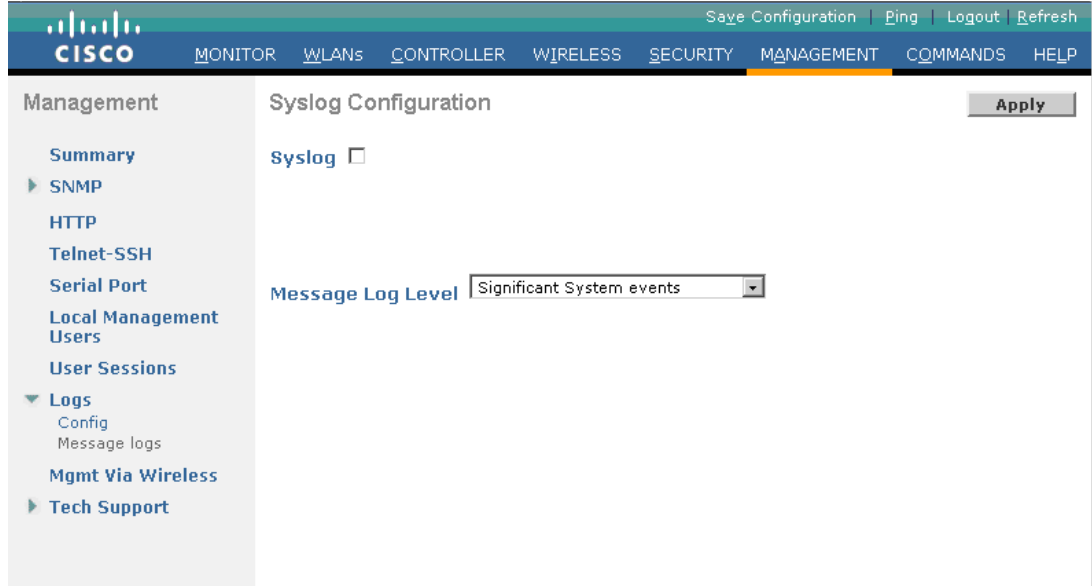 Save Configuration | Ping | Logout | Refresh
CISCO
MONITOR WLANs CONTROLLER WIRELESS SECURITY MANAGEMENT COMMANDS HELP
Management
Summary
SNMP
HTTP
Telnet-SSH
Serial Port
Local Management
Users
User Sessions
Logs
Config
Message logs
Mgmt Via Wireless
Tech Support
Syslog Configuration
Apply
Syslog
Message Log Level Significant System events